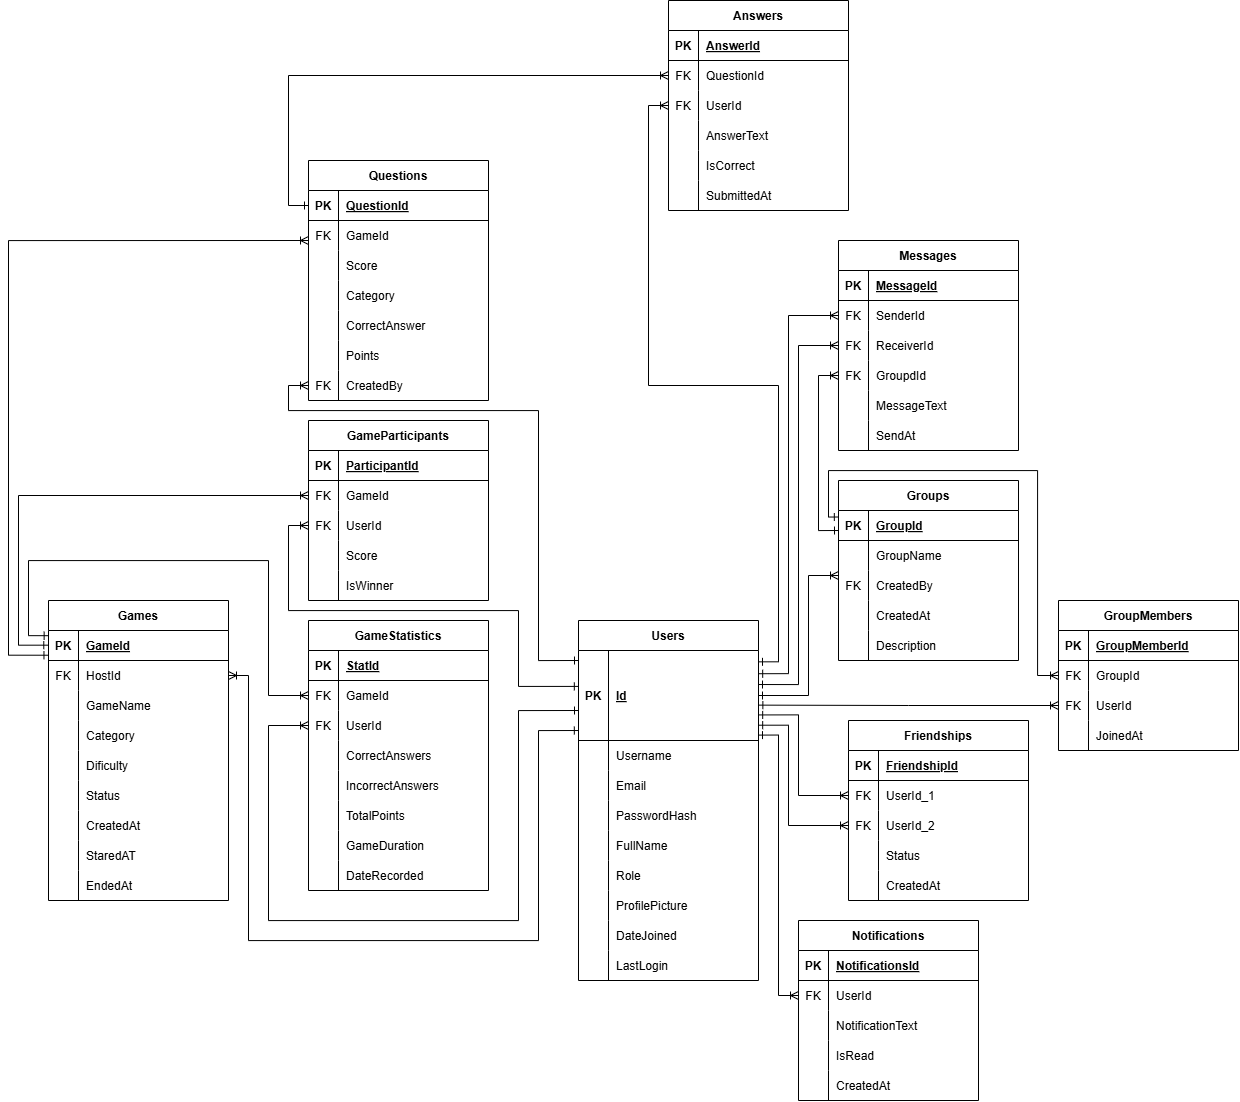 Answers
PK AnswerId
FK QuestionId
FK UserId
AnswerText
IsCorrect
SubmittedAt
Questions
PK QuestionId
FK GameId
Score
Category
CorrectAnswer
Points
FK CreatedBy
Messages
PK MessageId
FK SenderId
FK ReceiverId
FK GroupdId
MessageText
SendAt
GameParticipants
PK ParticipantId
FK GameId
FK UserId
Score
IsWinner
Groups
PK GroupId
GroupName
FK CreatedBy
CreatedAt
Description
Games
PK GameId
FK HostId
GameName
Category
Dificulty
Status
CreatedAt
StaredAT
EndedAt
GameStatistics
PK StatId
FK GameId
FK UserId
CorrectAnswers
IncorrectAnswers
TotalPoints
GameDuration
DateRecorded
Users
PK Id
Username
Email
PasswordHash
FullName
Role
ProfilePicture
DateJoined
LastLogin
GroupMembers
PK GroupMemberId
FK GroupId
FK UserId
JoinedAt
Friendships
PK FriendshipId
FK UserId_1
FK UserId_2
Status
CreatedAt
Notifications
PK NotificationsId
FK UserId
NotificationText
IsRead
CreatedAt